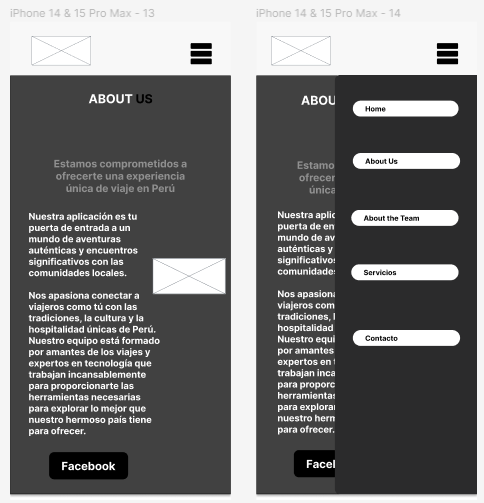 iPhone 14 & 15 Pro Max - 13
ABOUT US
Estamos comprometidos a
ofrecerte una experiencia
única de viaje en Perú
Nuestra aplicación es tu
puerta de entrada a un
mundo de aventuras
auténticas y encuentros
significativos con las
comunidades locales.
Nos apasiona conectar a
viajeros como tú con las
tradiciones, la cultura y la
hospitalidad únicas de Perú.
Nuestro equipo está formado
por amantes de los viajes y
expertos en tecnología que
trabajan incansablemente
para proporcionarte las
herramientas necesarias
para explorar lo mejor que
nuestro hermoso país tiene
para ofrecer.
Facebook
iPhone 14 & 15 Pro Max - 14
ABOU
Estamo
ofrecer
única
Nuestra aplic
puerta de en
mundo de av
auténticas y
significativos
comunidades
Nos apasiona
viajeros com
tradiciones, l
hospitalidad
Nuestro equi
por amantes
expertos en t
trabajan inca
para proporc
herramientas
para explorar
nuestro herm
para ofrecer.
Facel
Home
About Us
About the Team
Servicios
Contacto